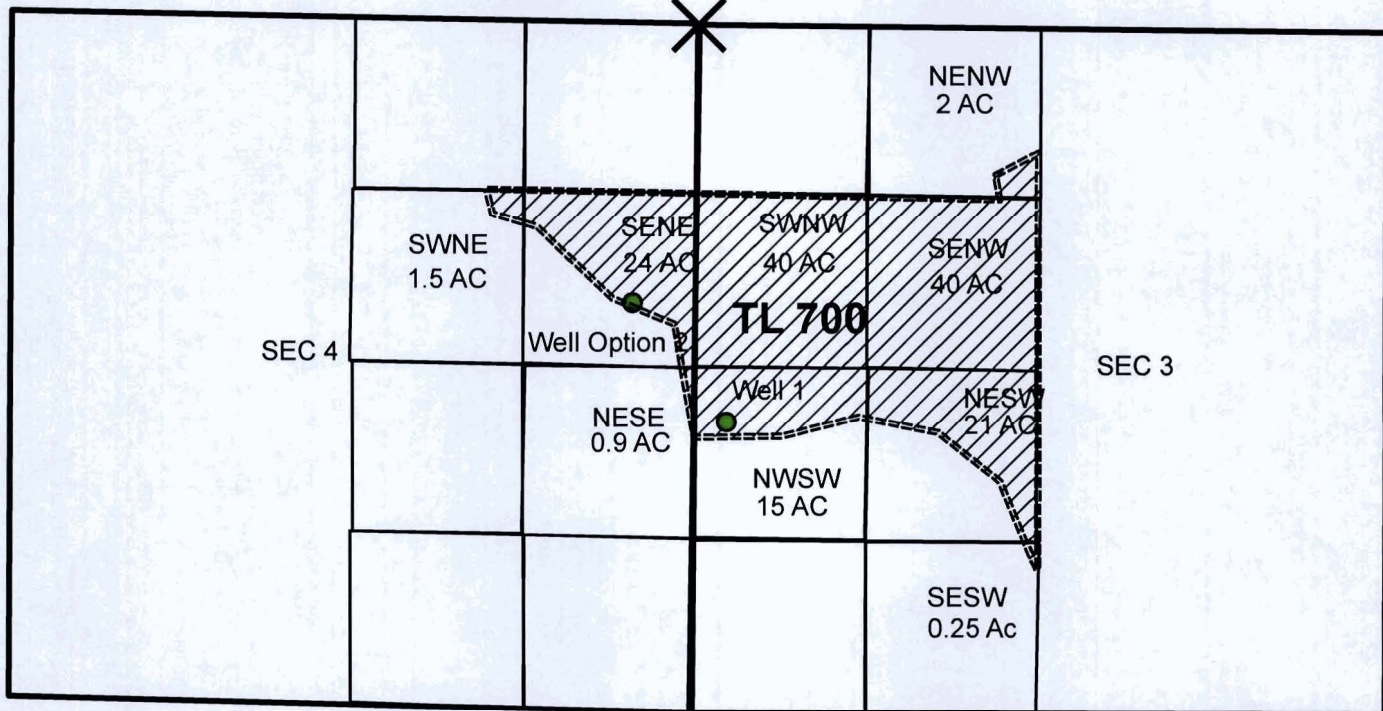 NENW
2 AC
SWNE
1.5 AC
SENE
24 AC
SWNW
40 AC
SENW
40 AC
TL 700
SEC 4
Well Option 2
SEC 3
Well 1
NESE
0.9 AC
NESW
21 AC
NWSW
15 AC
SESW
0.25 Ac